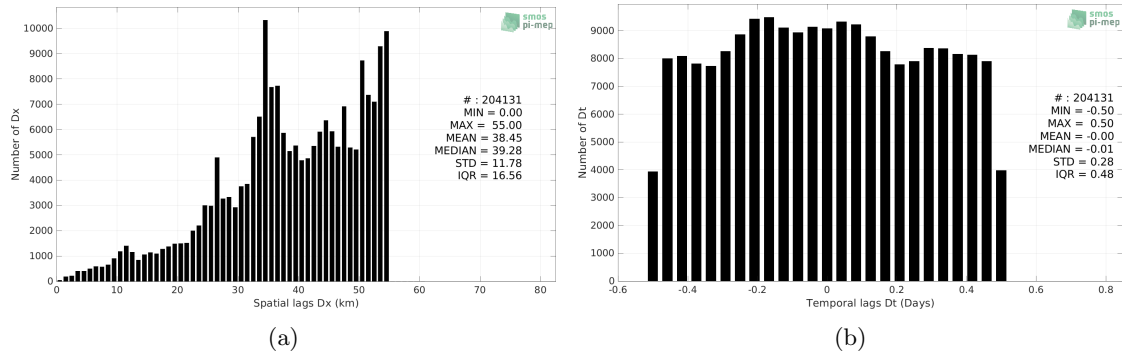 smos
pi-mep
10000
9000
8000
7000
6000
5000
4000
3000
2000
1000
0
Number of Dx
# : 204131
MIN = 0.00
MAX = 55.00
MEAN = 38.45
MEDIAN = 39.28
STD = 11.78
IQR = 16.56
0 10 20 30 40 50 60 70 80
Spatial lags Dx (km)
(a)
smos
pi-mep
9000
8000
7000
6000
5000
4000
3000
2000
1000
0
Number of Dt
# : 204131
MIN = -0.50
MAX = 0.50
MEAN = -0.00
MEDIAN = -0.01
STD = 0.28
IQR = 0.48
-0.6 -0.4 -0.2 0 0.2 0.4 0.6 0.8
Temporal lags Dt (Days)
(b)